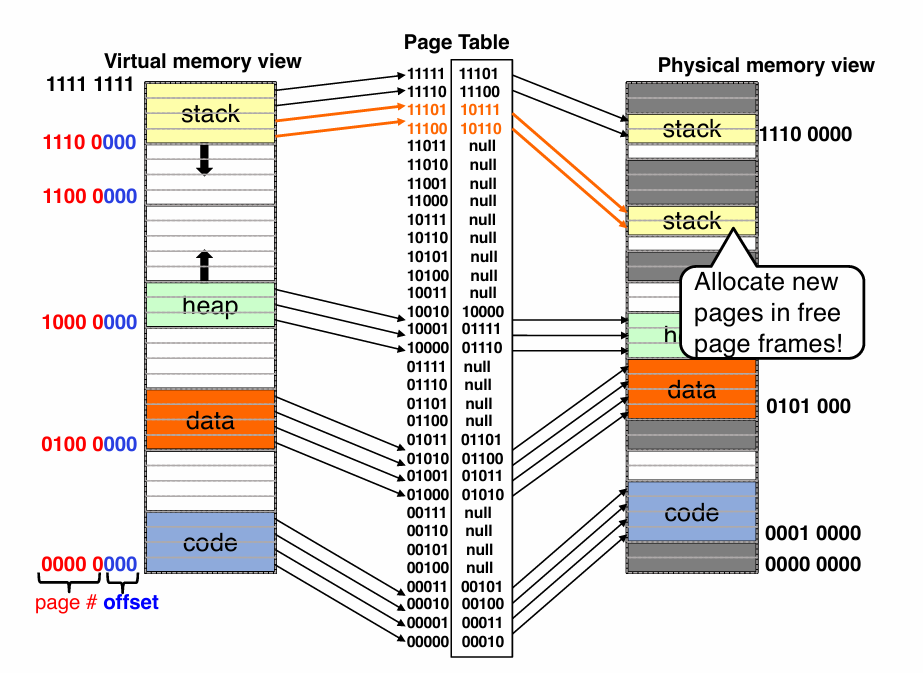 Page Table
Virtual memory view
Physical memory view
1111 1111
stack
1110 0000
1100 0000
heap
1000 0000
data
0100 0000
code
0000 0000
page # offset
11111 11101
11110 11100
11101 10111
11100 10110
11011 null
11010 null
11001 null
11000 null
10111 null
10110 null
10101 null
10100 null
10011 null
10010 10000
10001 01111
10000 01110
01111 null
01110 null
01101 null
01100 null
01011 01101
01010 01100
01001 01011
01000 01010
00111 null
00110 null
00101 null
00100 null
00011 00101
00010 00100
00001 00011
00000 00010
stack
1110 0000
stack
Allocate new
pages in free
page frames!
h
data
0101 000
code
0001 0000
0000 0000